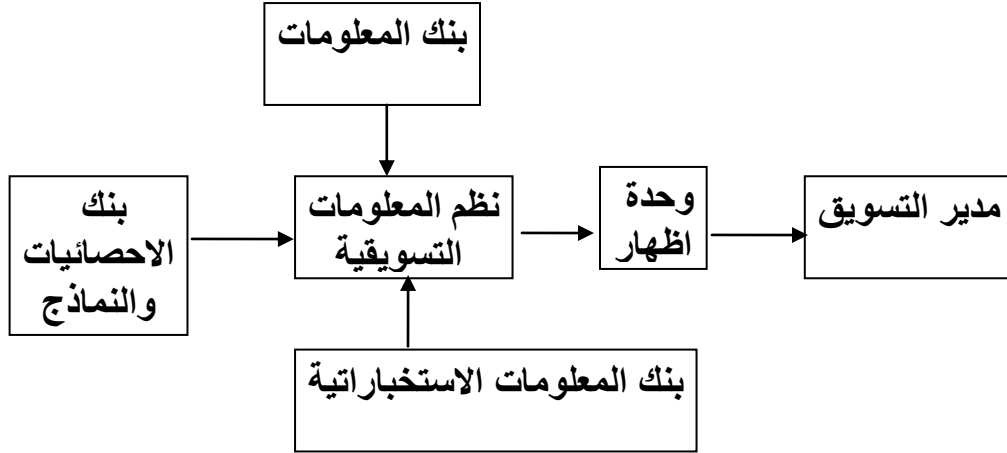 بنك المعلومات
بنك
الاحصائيات
والنماذج
نظم المعلومات
التسويقية
وحدة
اظهار
مدير التسويق
بنك المعلومات الاستخباراتية